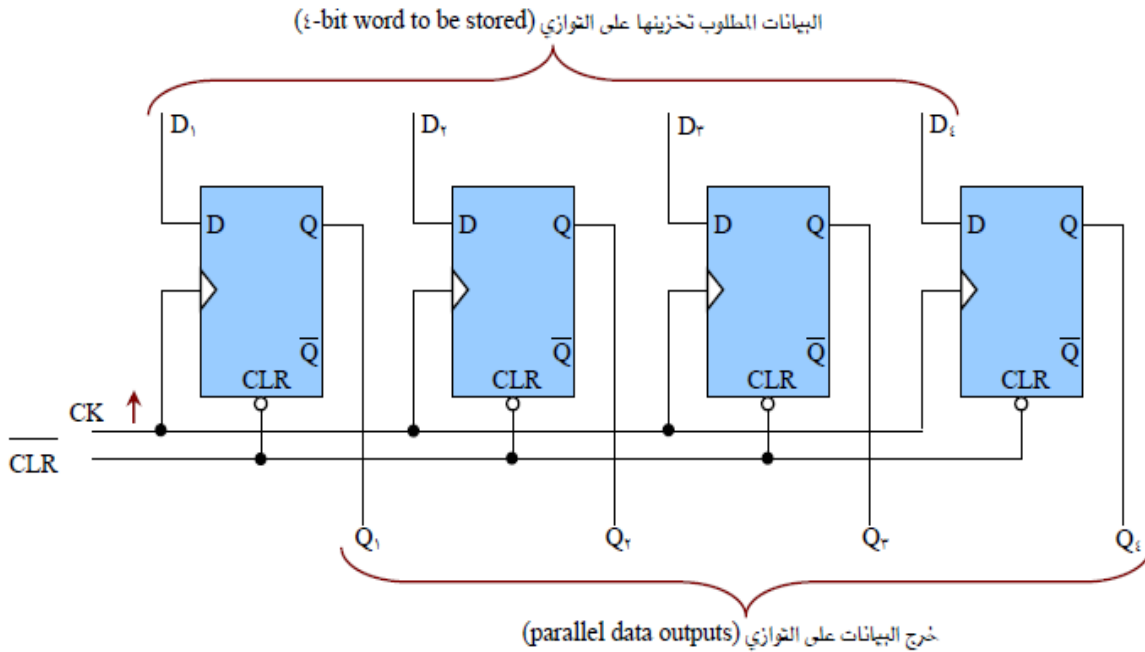 البيانات المطلوب تخزينها على التوازي (٤-bit word to be stored)
D١ D٢ D٣ D٤
D Q D Q D Q D Q
Q̅ Q̅ Q̅ Q̅
CLR CLR CLR CLR
CK
C̅L̅R̅
Q١ Q٢ Q٣ Q٤
خرج البيانات على التوازي (parallel data outputs)